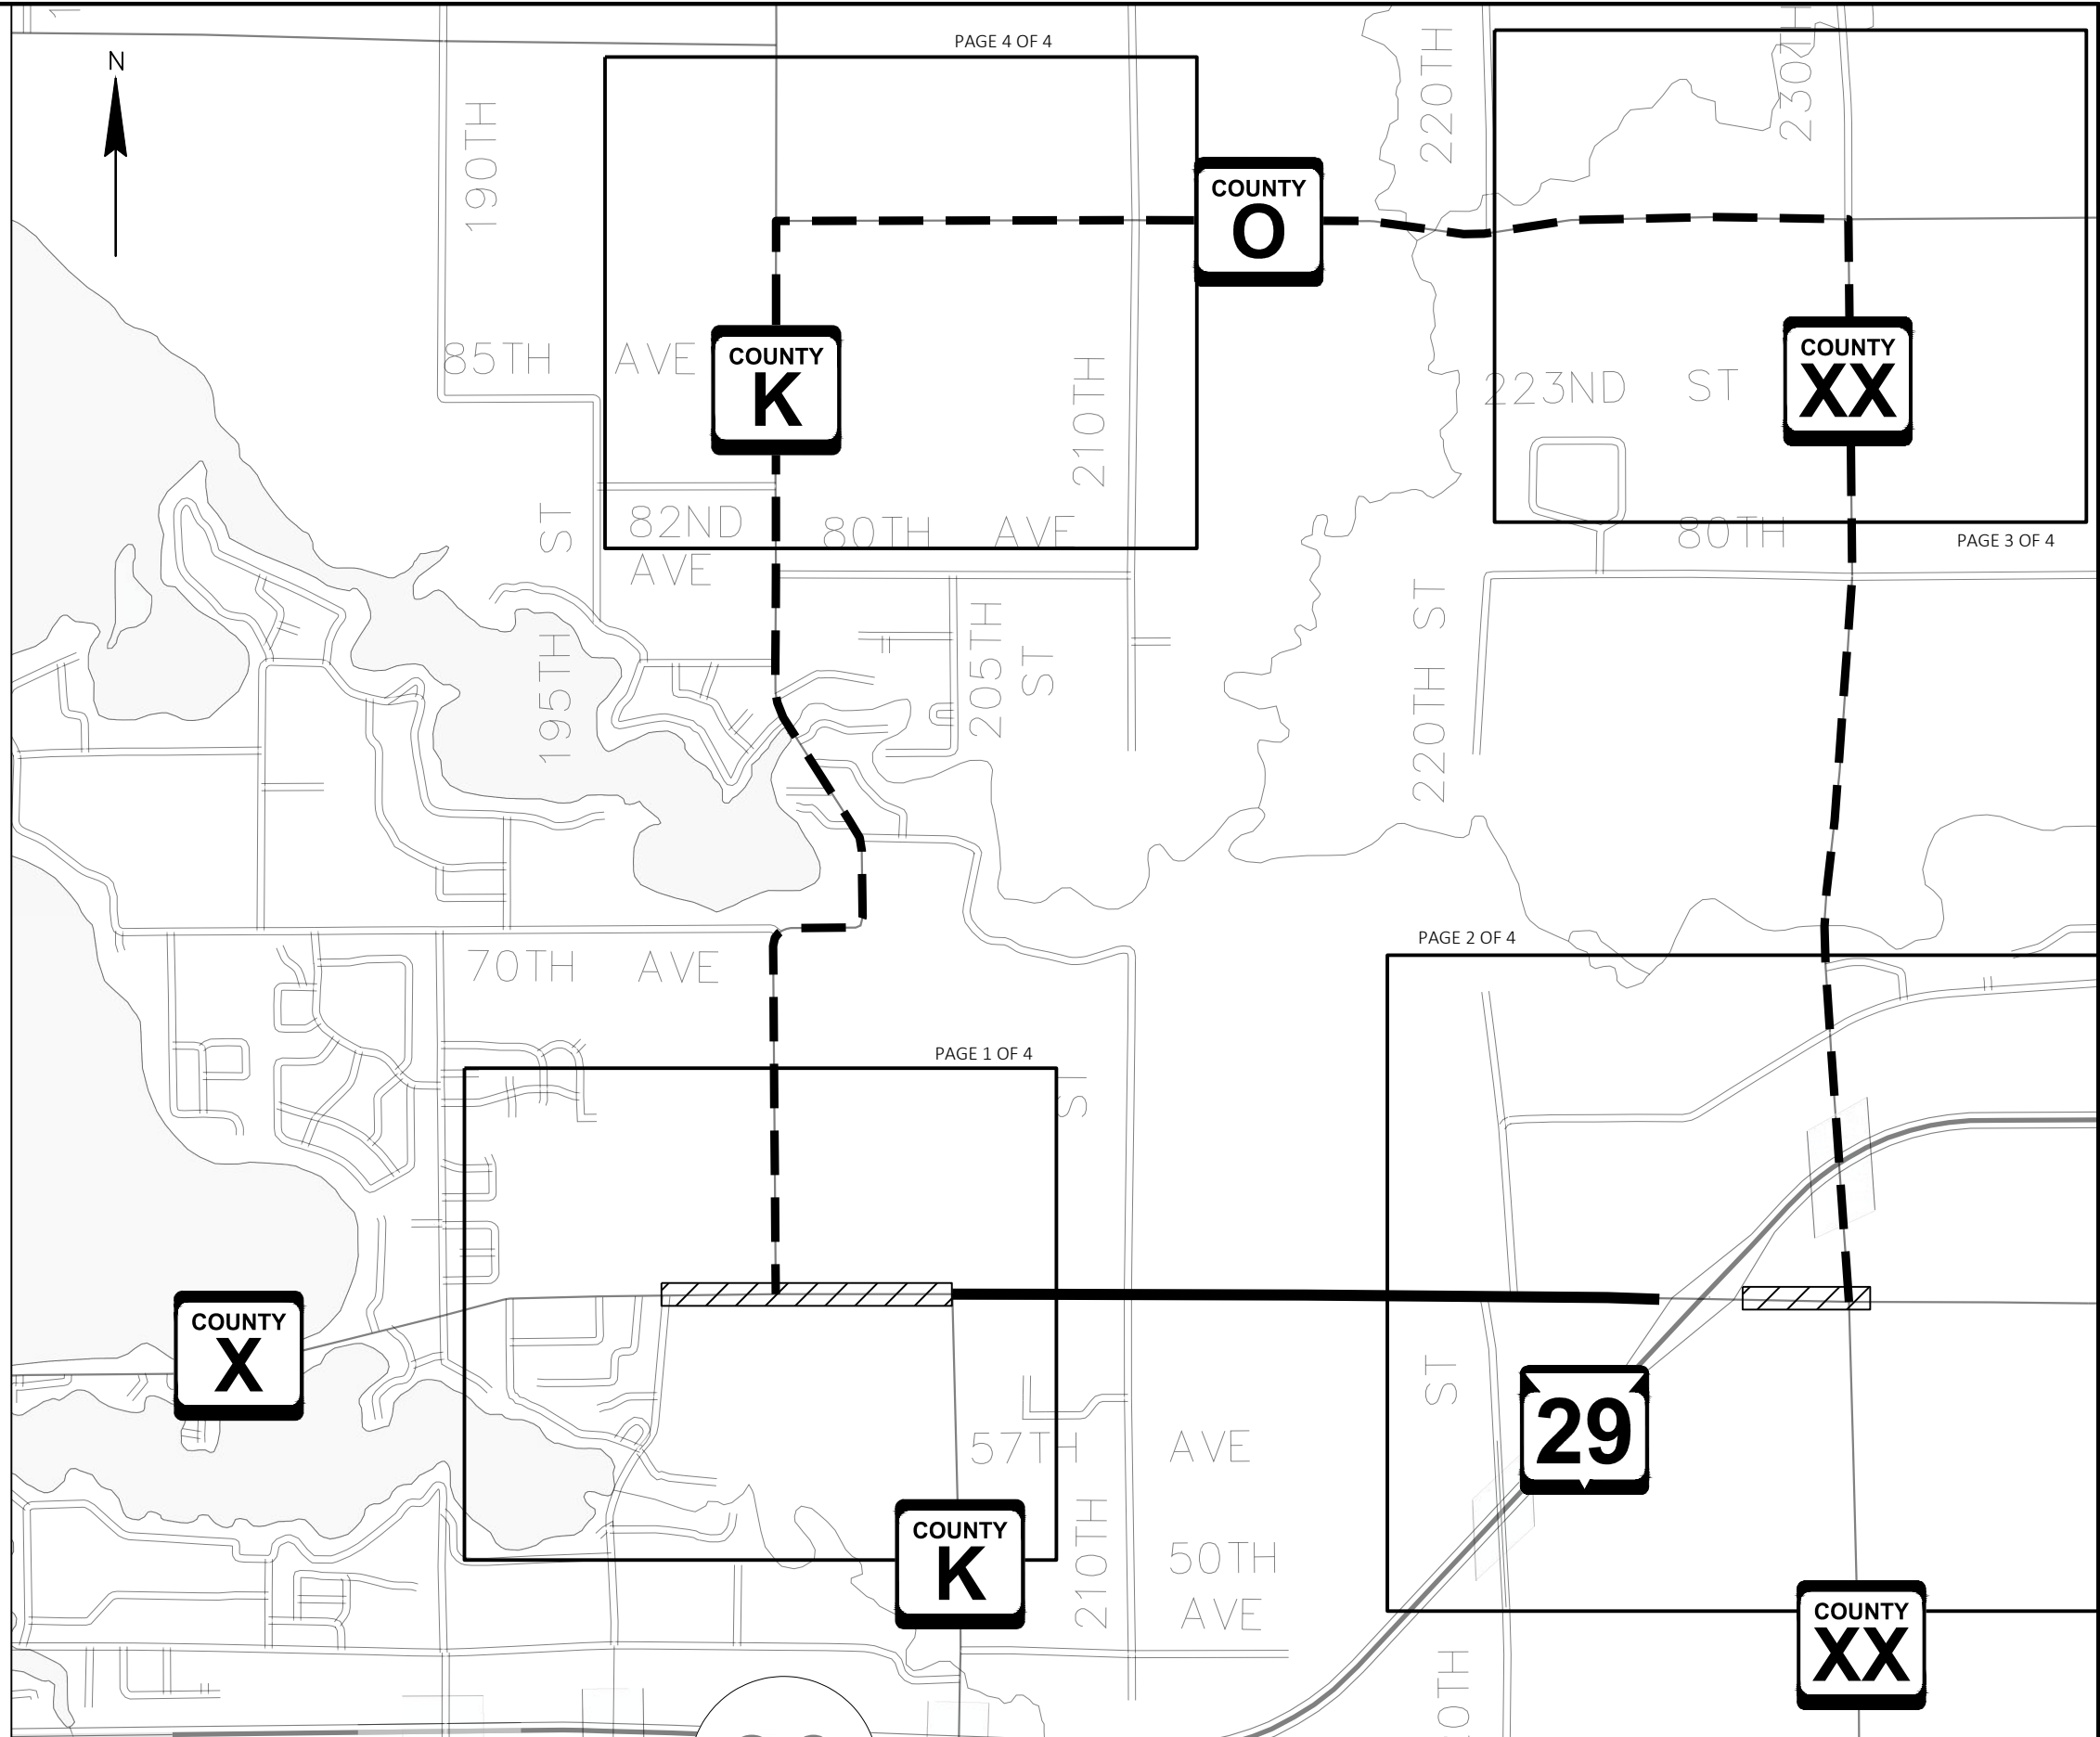 PAGE 4 OF 4
N
190TH
220TH
230TH
COUNTY
O
COUNTY
K
COUNTY
XX
85TH AVE
210TH
223ND ST
ST
82ND
AVE
80TH AVE
80TH
PAGE 3 OF 4
195TH
205TH
ST
220TH ST
70TH AVE
PAGE 2 OF 4
PAGE 1 OF 4
ST
COUNTY
X
ST
29
57TH AVE
COUNTY
K
210TH
50TH
AVE
COUNTY
XX